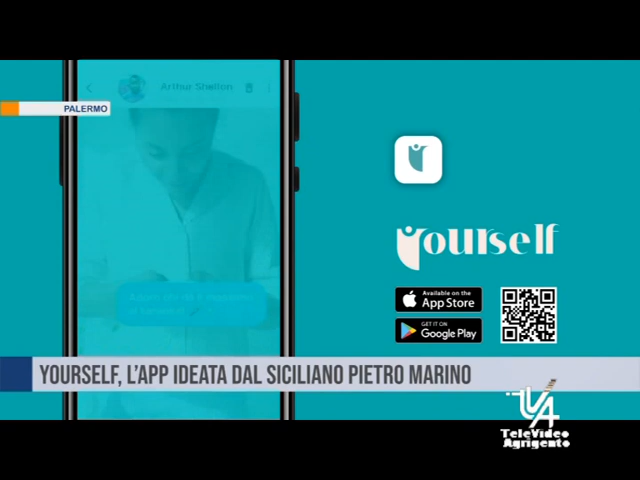 Arthur Shelton
PALERMO
Yourself
Available on the
App Store
GET IT ON
Google Play
YOURSELF, L'APP IDEATA DAL SICILIANO PIETRO MARINO
TVA
TeleVideo
Agrigento